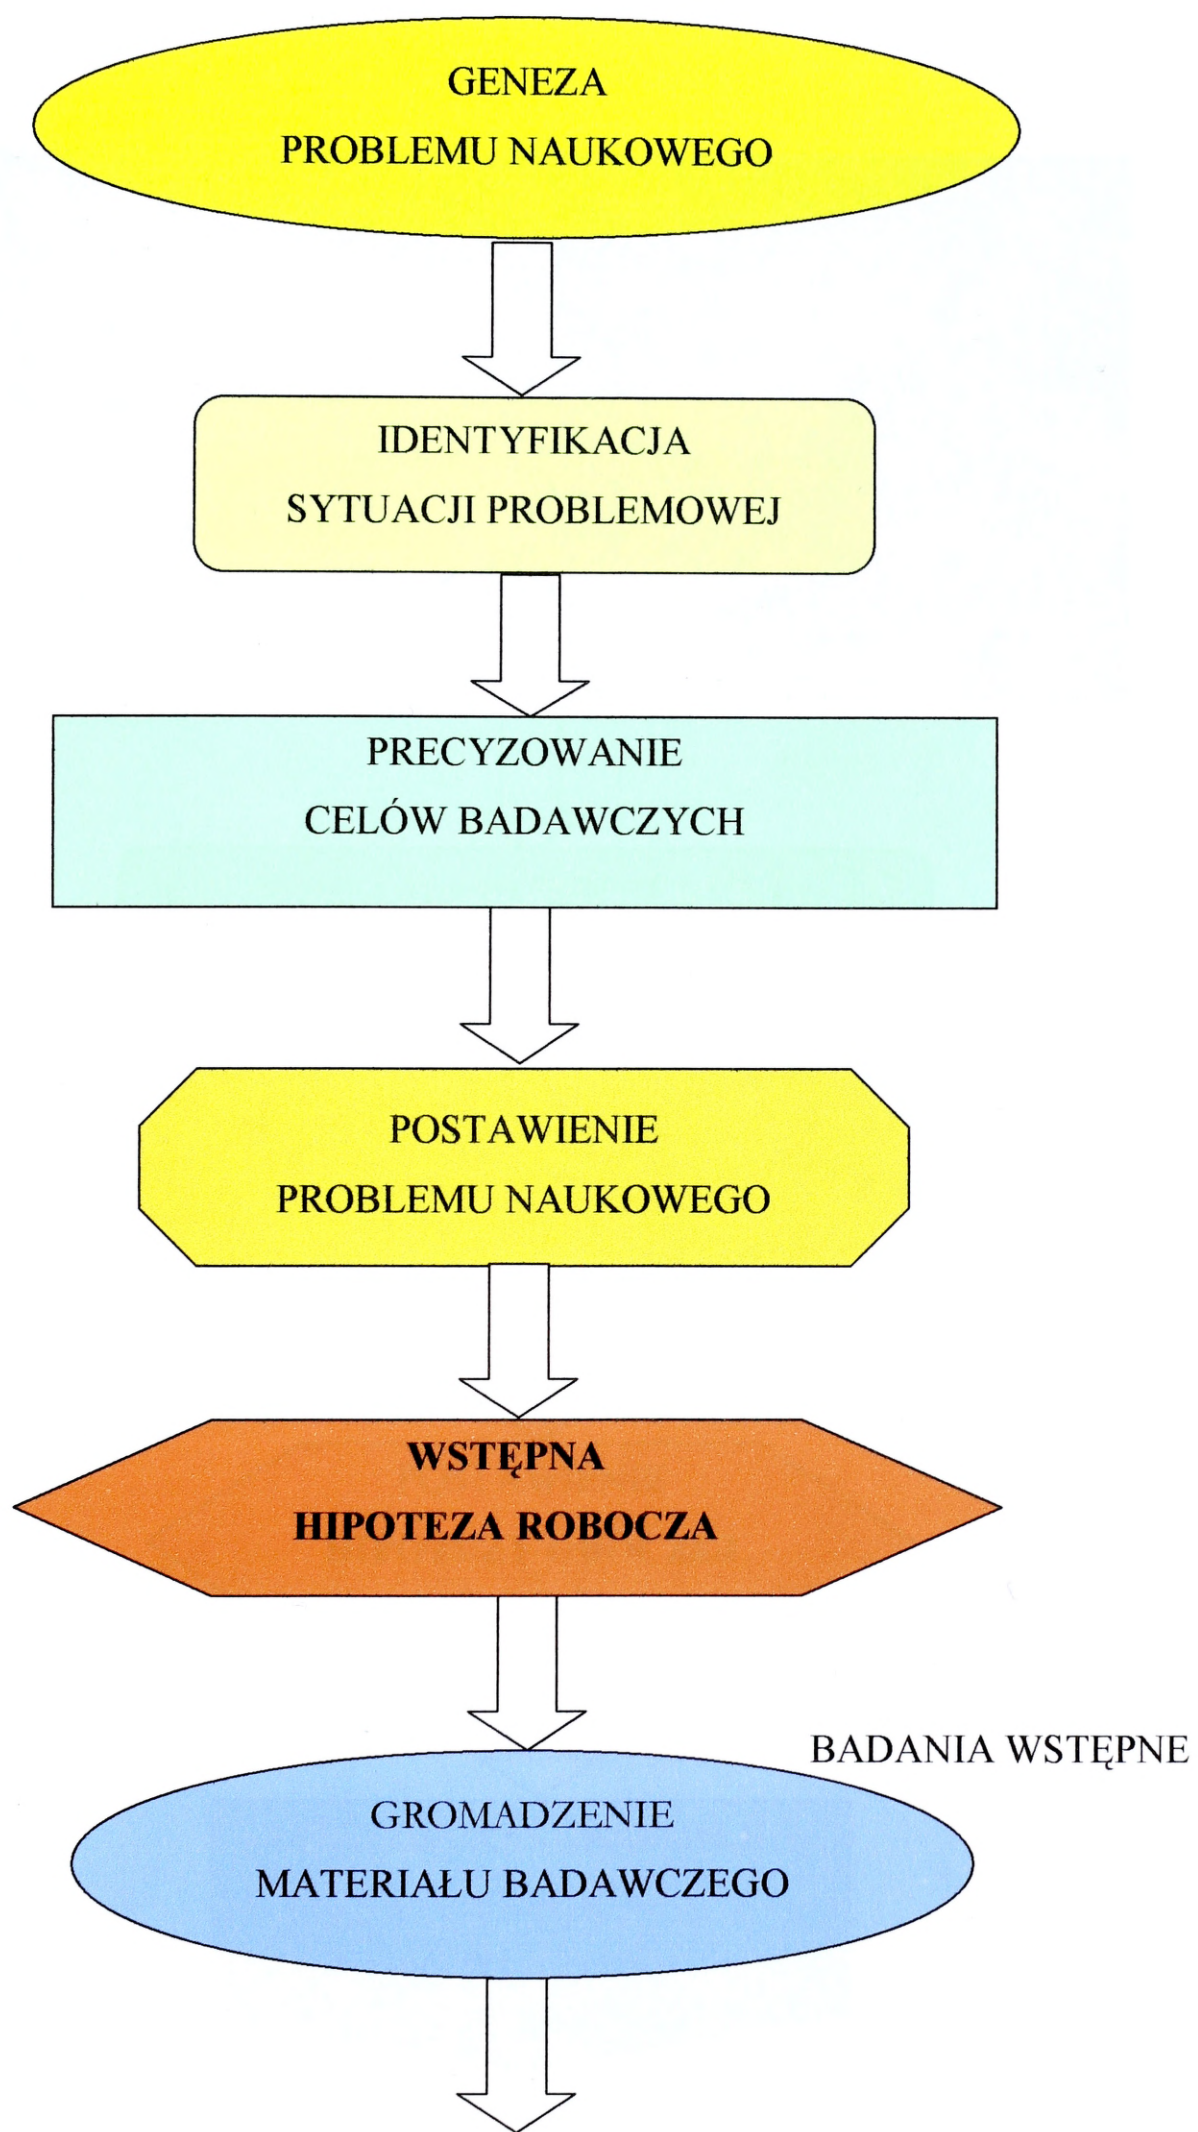 GENEZA
PROBLEMU NAUKOWEGO
IDENTYFIKACJA
SYTUACJI PROBLEMOWEJ
PRECYZOWANIE
CELÓW BADAWCZYCH
POSTAWIENIE
PROBLEMU NAUKOWEGO
WSTĘPNA
HIPOTEZA ROBOCZA
BADANIA WSTĘPNE
GROMADZENIE
MATERIAŁU BADAWCZEGO